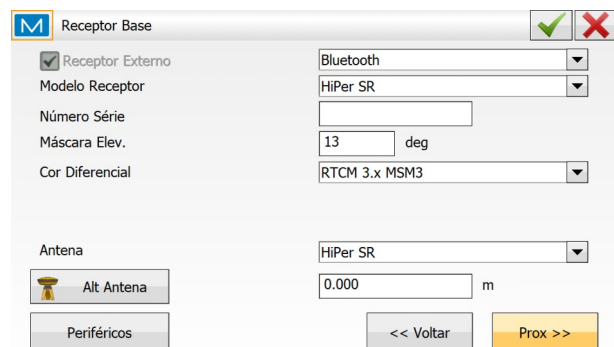 M Receptor Base
Receptor Externo Bluetooth
Modelo Receptor HiPer SR
Número Série
Máscara Elev. 13 deg
Cor Diferencial RTCM 3.x MSM3
Antena HiPer SR
Alt Antena 0.000 m
Periféricos << Voltar Prox >>